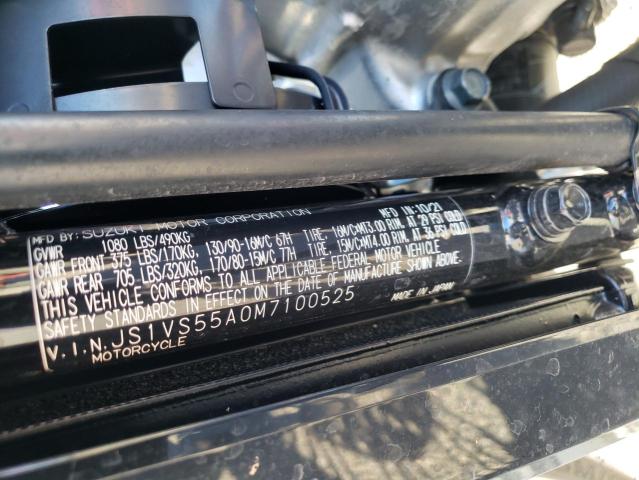 MFD BY: SUZUKI MOTOR CORPORATION MFD IN:10/21
GVWR 1080 LBS/490KG
GAWR FRONT 375 LBS/170KG, 130/90-16M/C 67H TIRE, 16M/C×MT3.00 RIM, AT 29 PSI COLD
GAWR REAR 705 LBS/320KG, 170/80-15M/C 77H TIRE, 15M/C×MT4.00 RIM, AT 36 PSI COLD
THIS VEHICLE CONFORMS TO ALL APPLICABLE FEDERAL MOTOR VEHICLE
SAFETY STANDARDS IN EFFECT ON THE DATE OF MANUFACTURE SHOWN ABOVE.
V.I.N. JS1VS55A0M7100525 MADE IN JAPAN
MOTORCYCLE